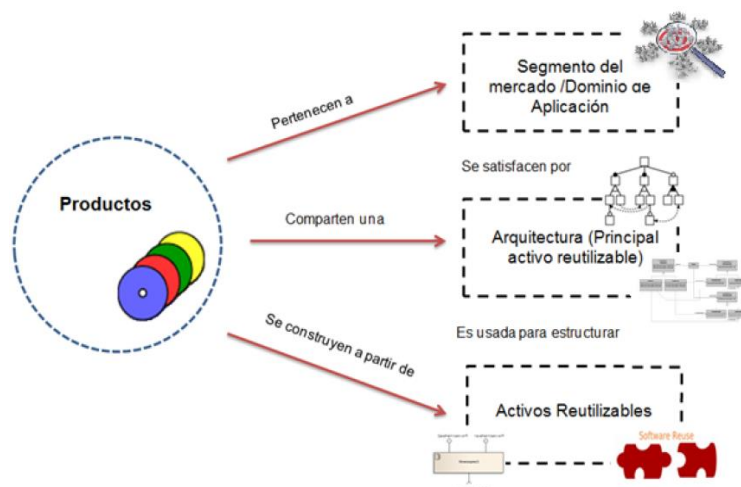 Segmento del
mercado /Dominio de
Aplicación
Pertenecen a
Se satisfacen por
Productos
Comparten una
Arquitectura (Principal
activo reutilizable)
Se construyen a partir de
Es usada para estructurar
Activos Reutilizables
Software Reuse